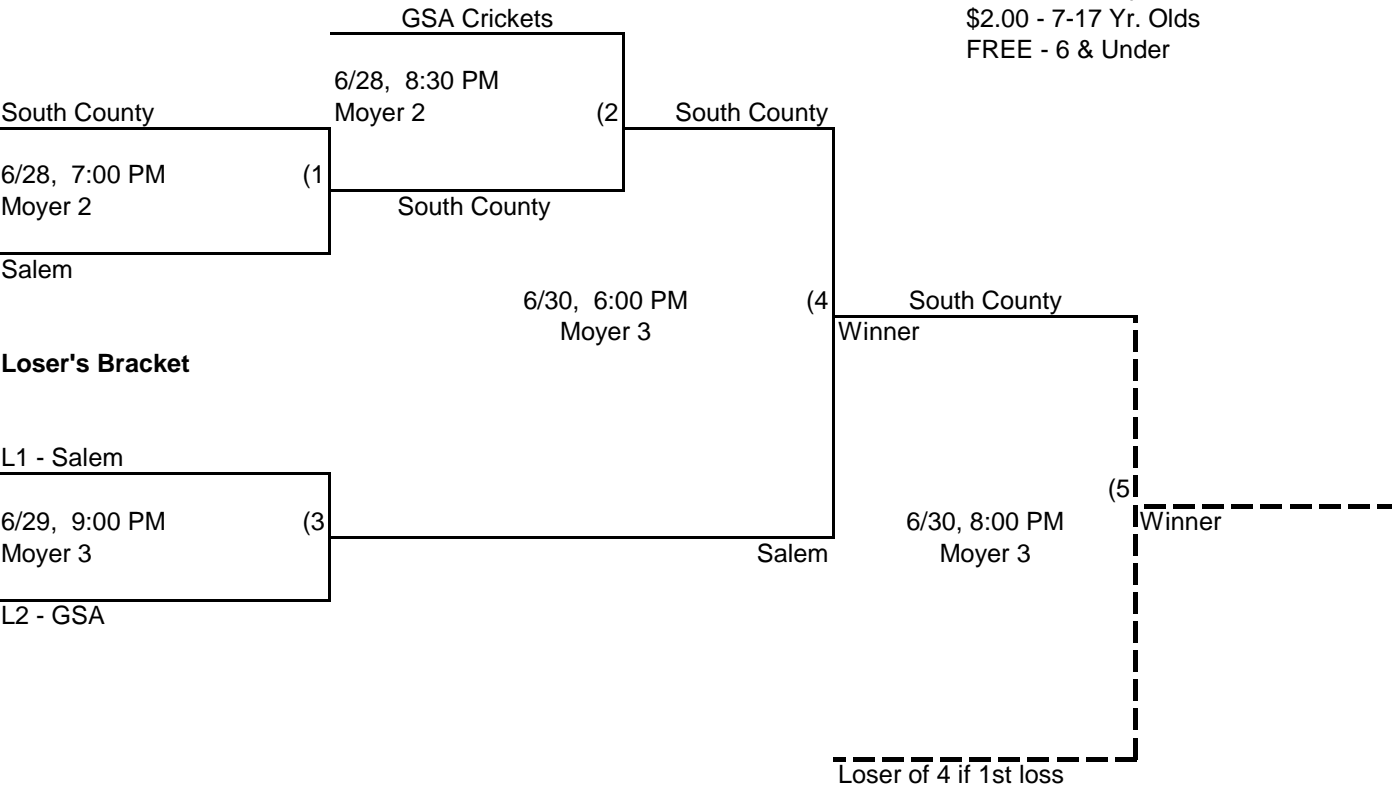 GSA Crickets
$2.00 - 7-17 Yr. Olds
FREE - 6 & Under
6/28,  8:30 PM
South County
Moyer 2
(2
South County
6/28,  7:00 PM
(1
Moyer 2
South County
Salem
6/30,  6:00 PM
(4
South County
Moyer 3
Winner
Loser's Bracket
L1 - Salem
(5
6/29,  9:00 PM
(3
6/30, 8:00 PM
Winner
Moyer 3
Salem
Moyer 3
L2 - GSA
Loser of 4 if 1st loss